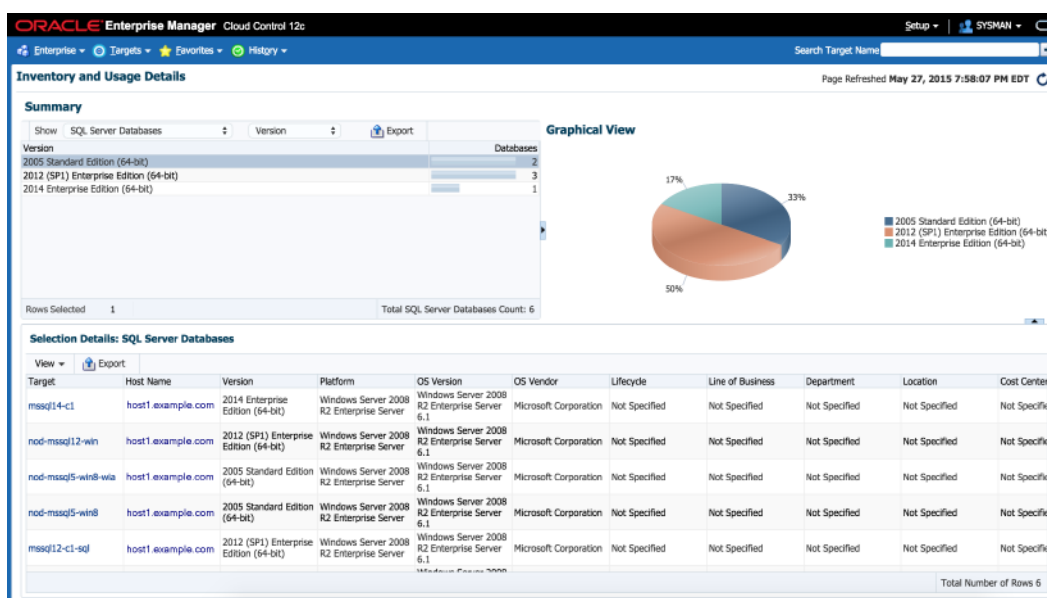 ORACLE Enterprise Manager Cloud Control 12c
Setup SYSMAN
Enterprise Targets Favorites History
Search Target Name
Inventory and Usage Details
Page Refreshed May 27, 2015 7:58:07 PM EDT
Summary
Show SQL Server Databases Version Export
Version Databases
2005 Standard Edition (64-bit) 2
2012 (SP1) Enterprise Edition (64-bit) 3
2014 Enterprise Edition (64-bit) 1
Rows Selected 1
Total SQL Server Databases Count: 6
Graphical View
17%
33%
50%
2005 Standard Edition (64-bit)
2012 (SP1) Enterprise Edition (64-bit
2014 Enterprise Edition (64-bit)
Selection Details: SQL Server Databases
View Export
Target Host Name Version Platform OS Version OS Vendor Lifecycle Line of Business Department Location Cost Center
mssql14-c1 host1.example.com 2014 Enterprise Edition (64-bit) Windows Server 2008 R2 Enterprise Server Windows Server 2008 R2 Enterprise Server 6.1 Microsoft Corporation Not Specified Not Specified Not Specified Not Specified Not Specifie
nod-mssql12-win host1.example.com 2012 (SP1) Enterprise Edition (64-bit) Windows Server 2008 R2 Enterprise Server Windows Server 2008 R2 Enterprise Server 6.1 Microsoft Corporation Not Specified Not Specified Not Specified Not Specified Not Specifie
nod-mssql5-win8-wia host1.example.com 2005 Standard Edition (64-bit) Windows Server 2008 R2 Enterprise Server Windows Server 2008 R2 Enterprise Server 6.1 Microsoft Corporation Not Specified Not Specified Not Specified Not Specified Not Specifie
nod-mssql5-win8 host1.example.com 2005 Standard Edition (64-bit) Windows Server 2008 R2 Enterprise Server Windows Server 2008 R2 Enterprise Server 6.1 Microsoft Corporation Not Specified Not Specified Not Specified Not Specified Not Specifie
mssql12-c1-sql host1.example.com 2012 (SP1) Enterprise Edition (64-bit) Windows Server 2008 R2 Enterprise Server Windows Server 2008 R2 Enterprise Server 6.1 Microsoft Corporation Not Specified Not Specified Not Specified Not Specified Not Specifie
Total Number of Rows 6